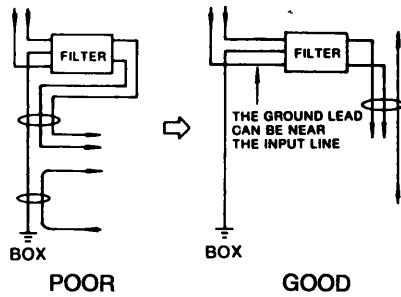 FILTER
BOX
POOR
FILTER
THE GROUND LEAD
CAN BE NEAR
THE INPUT LINE
BOX
GOOD